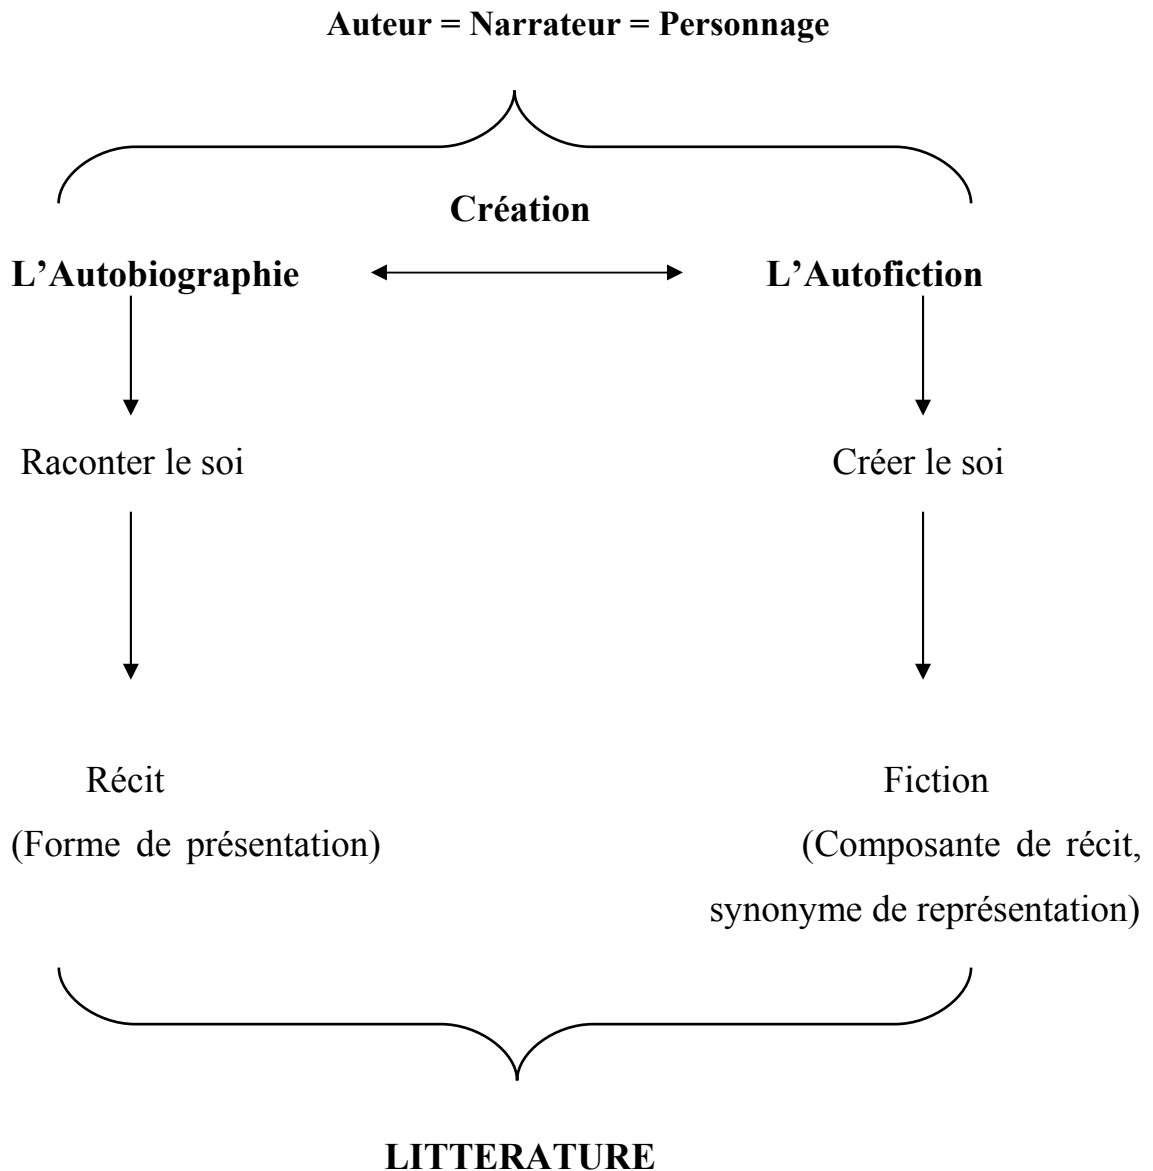 Auteur = Narrateur = Personnage
Création
L’Autobiographie
L’Autofiction
Raconter le soi
Créer le soi
Récit
Fiction
(Forme de présentation)
(Composante de récit,
synonyme de représentation)
LITTERATURE